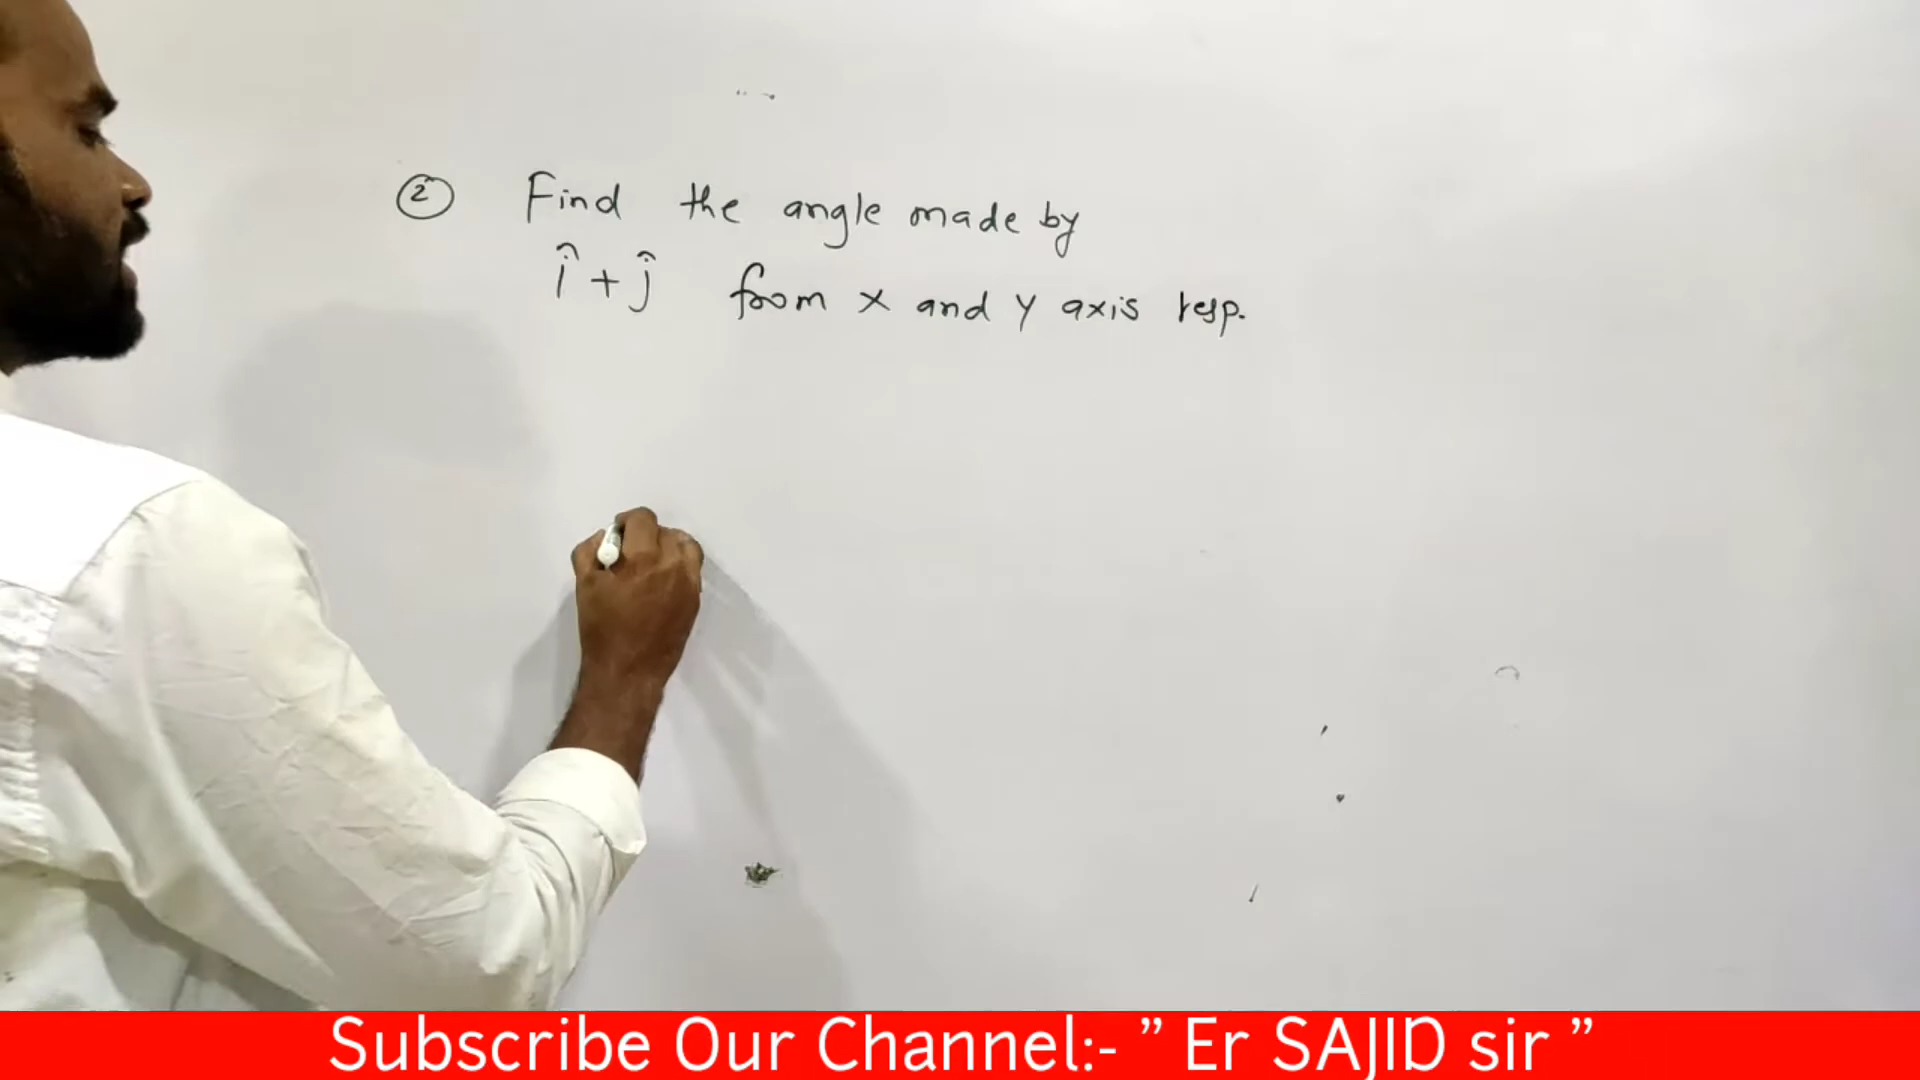 ② Find the angle made by
î + ĵ from x and y axis resp.
Subscribe Our Channel:- ” Er SAJID sir ”